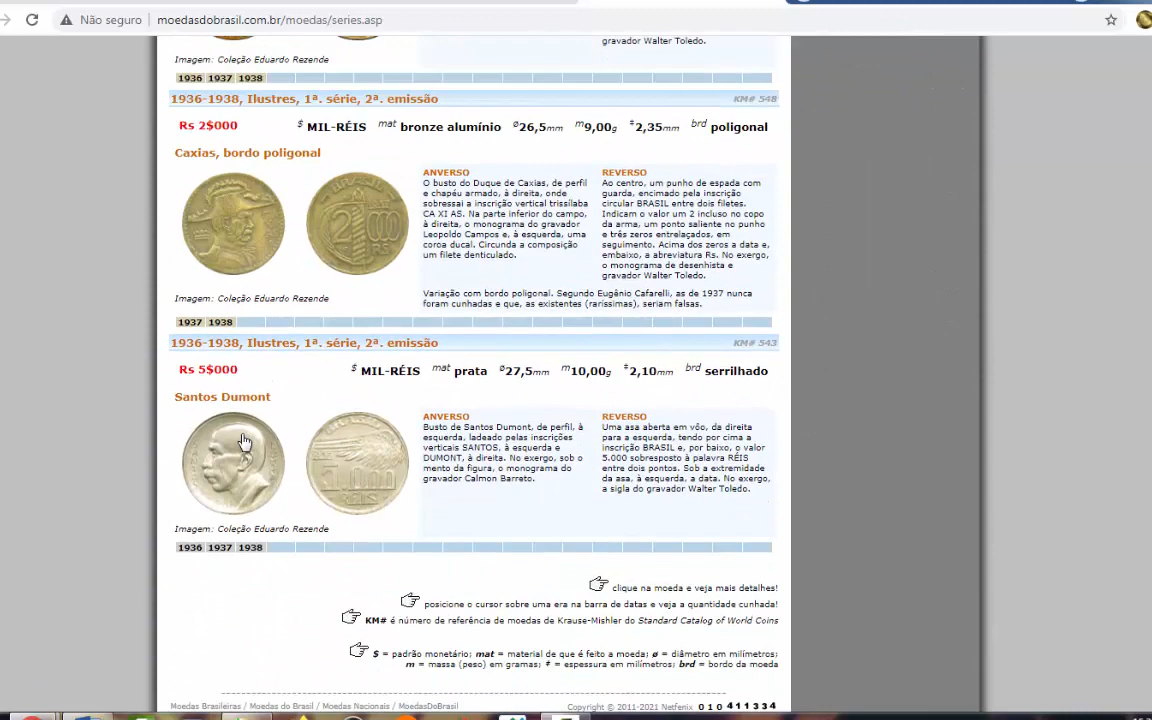 Não seguro moedasdobrasil.com.br/moedas/series.asp
gravador Walter Toledo.
Imagem: Coleção Eduardo Rezende
1936 1937 1938
1936-1938, Ilustres, 1ª. série, 2ª. emissão KM# 548
Rs 2$000 $ MIL-RÉIS mat bronze alumínio ø26,5mm m9,00g ‡2,35mm brd poligonal
Caxias, bordo poligonal
ANVERSO
O busto do Duque de Caxias, de perfil
e chapéu armado, à direita, onde
sobressai a inscrição vertical trissílaba
CA XI AS. Na parte inferior do campo,
à direita, o monograma do gravador
Leopoldo Campos e, à esquerda, uma
coroa ducal. Circunda a composição
um filete denticulado.
REVERSO
Ao centro, um punho de espada com
guarda, encimado pela inscrição
circular BRASIL entre dois filetes.
Indicam o valor um 2 incluso no copo
da arma, um ponto saliente no punho
e três zeros entrelaçados, em
seguimento. Acima dos zeros a data e,
embaixo, a abreviatura Rs. No exergo,
o monograma de desenhista e
gravador Walter Toledo.
BRASIL
2 000
RS
Variação com bordo poligonal. Segundo Eugênio Cafarelli, as de 1937 nunca
foram cunhadas e que, as existentes (raríssimas), seriam falsas.
Imagem: Coleção Eduardo Rezende
1937 1938
1936-1938, Ilustres, 1ª. série, 2ª. emissão KM# 543
Rs 5$000 $ MIL-RÉIS mat prata ø27,5mm m10,00g ‡2,10mm brd serrilhado
Santos Dumont
ANVERSO
Busto de Santos Dumont, de perfil, à
esquerda, ladeado pelas inscrições
verticais SANTOS, à esquerda e
DUMONT, à direita. No exergo, sob o
mento da figura, o monograma do
gravador Calmon Barreto.
REVERSO
Uma asa aberta em vôo, da direita
para a esquerda, tendo por cima a
inscrição BRASIL e, por baixo, o valor
5.000 sobresposto à palavra RÉIS
entre dois pontos. Sob a extremidade
da asa, à esquerda, a data. No exergo,
a sigla do gravador Walter Toledo.
5.000
RÉIS
Imagem: Coleção Eduardo Rezende
1936 1937 1938
clique na moeda e veja mais detalhes!
posicione o cursor sobre uma era na barra de datas e veja a quantidade cunhada!
KM# é número de referência de moedas de Krause-Mishler do Standard Catalog of World Coins
$ = padrão monetário; mat = material de que é feito a moeda; ø = diâmetro em milímetros;
m = massa (peso) em gramas; ‡ = espessura em milímetros; brd = bordo da moeda
Moedas Brasileiras / Moedas do Brasil / Moedas Nacionais / MoedasDoBrasil Copyright © 2011-2021 Netfenix 0 1 0 4 1 1 3 3 4